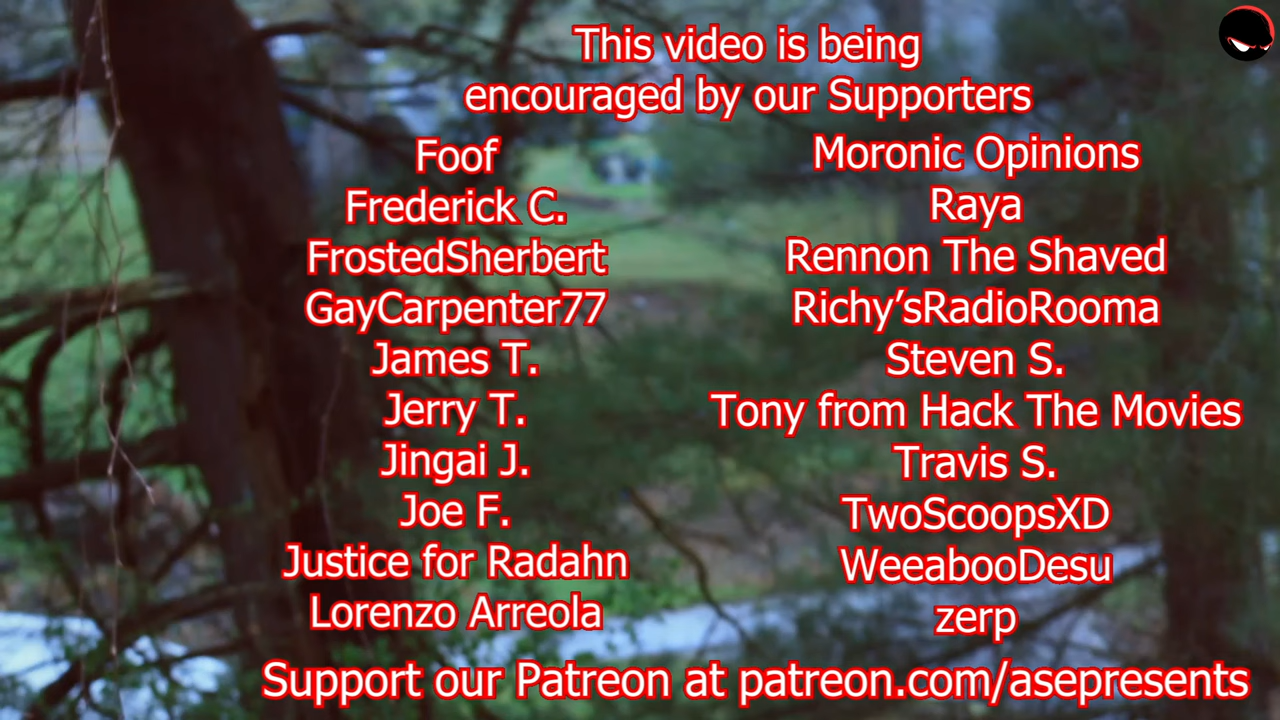 This video is being
encouraged by our Supporters
Foof
Frederick C.
FrostedSherbert
GayCarpenter77
James T.
Jerry T.
Jingai J.
Joe F.
Justice for Radahn
Lorenzo Arreola
Moronic Opinions
Raya
Rennon The Shaved
Richy’sRadioRooma
Steven S.
Tony from Hack The Movies
Travis S.
TwoScoopsXD
WeeabooDesu
zerp
Support our Patreon at patreon.com/asepresents